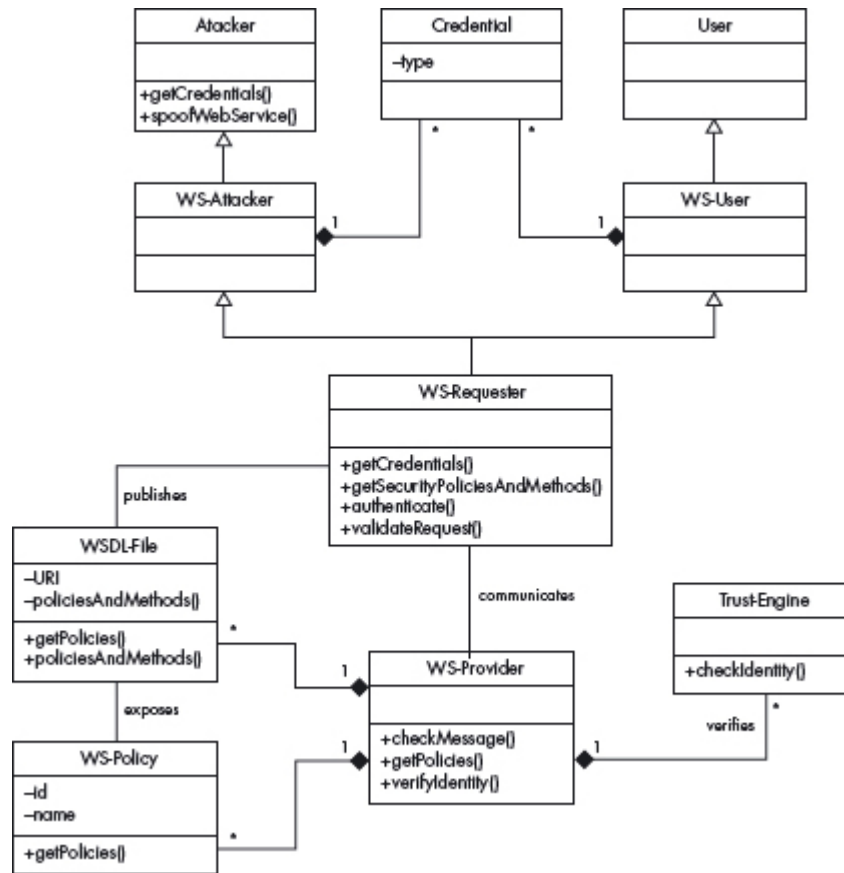 Atacker
+getCredentials()
+spoofWebService()
Credential
–type
User
*
*
WS-Attacker
1
1
WS-User
WS-Requester
+getCredentials()
+getSecurityPoliciesAndMethods()
+authenticate()
+validateRequest()
publishes
communicates
WSDL-File
–URI
–policiesAndMethods()
+getPolicies()
+policiesAndMethods()
*
exposes
WS-Policy
–id
–name
+getPolicies()
*
1
1
WS-Provider
+checkMessage()
+getPolicies()
+verifyIdentity()
1
verifies
*
Trust-Engine
+checkIdentity()